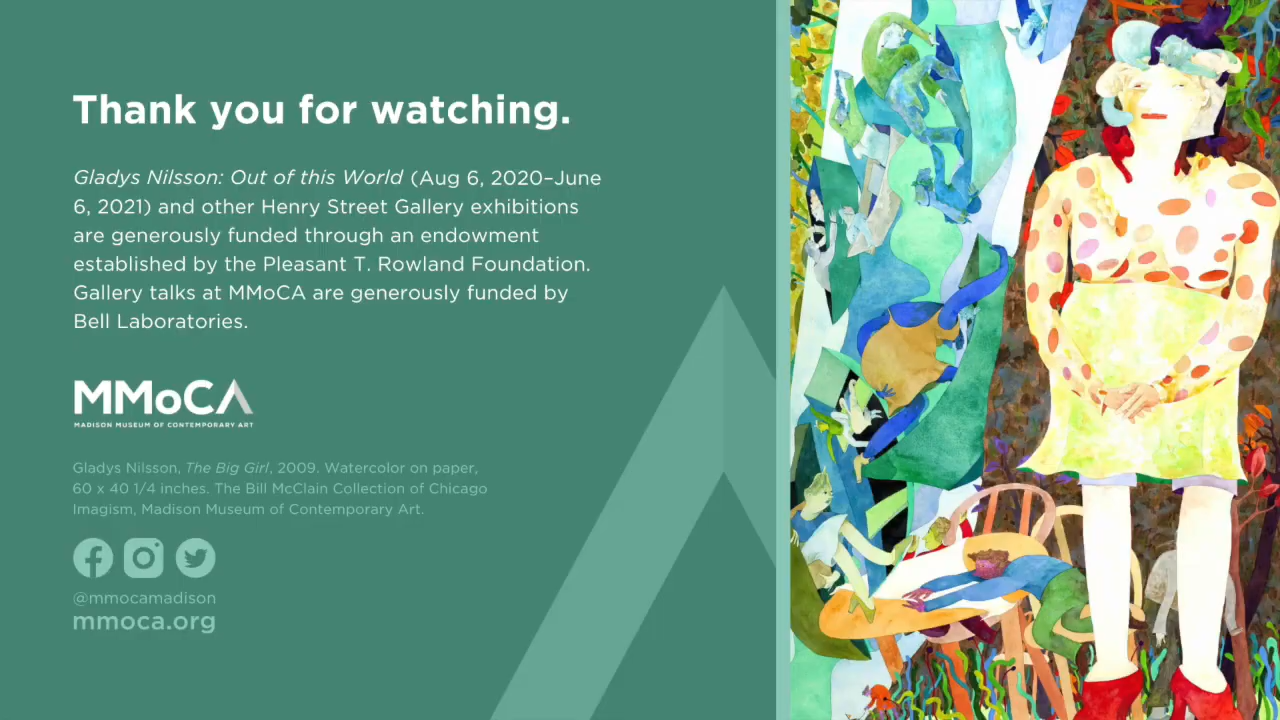 Thank you for watching.
Gladys Nilsson: Out of this World (Aug 6, 2020–June
6, 2021) and other Henry Street Gallery exhibitions
are generously funded through an endowment
established by the Pleasant T. Rowland Foundation.
Gallery talks at MMoCA are generously funded by
Bell Laboratories.
MMoCA
MADISON MUSEUM OF CONTEMPORARY ART
Gladys Nilsson, The Big Girl, 2009. Watercolor on paper,
60 x 40 1/4 inches. The Bill McClain Collection of Chicago
Imagism, Madison Museum of Contemporary Art.
@mmocamadison
mmoca.org